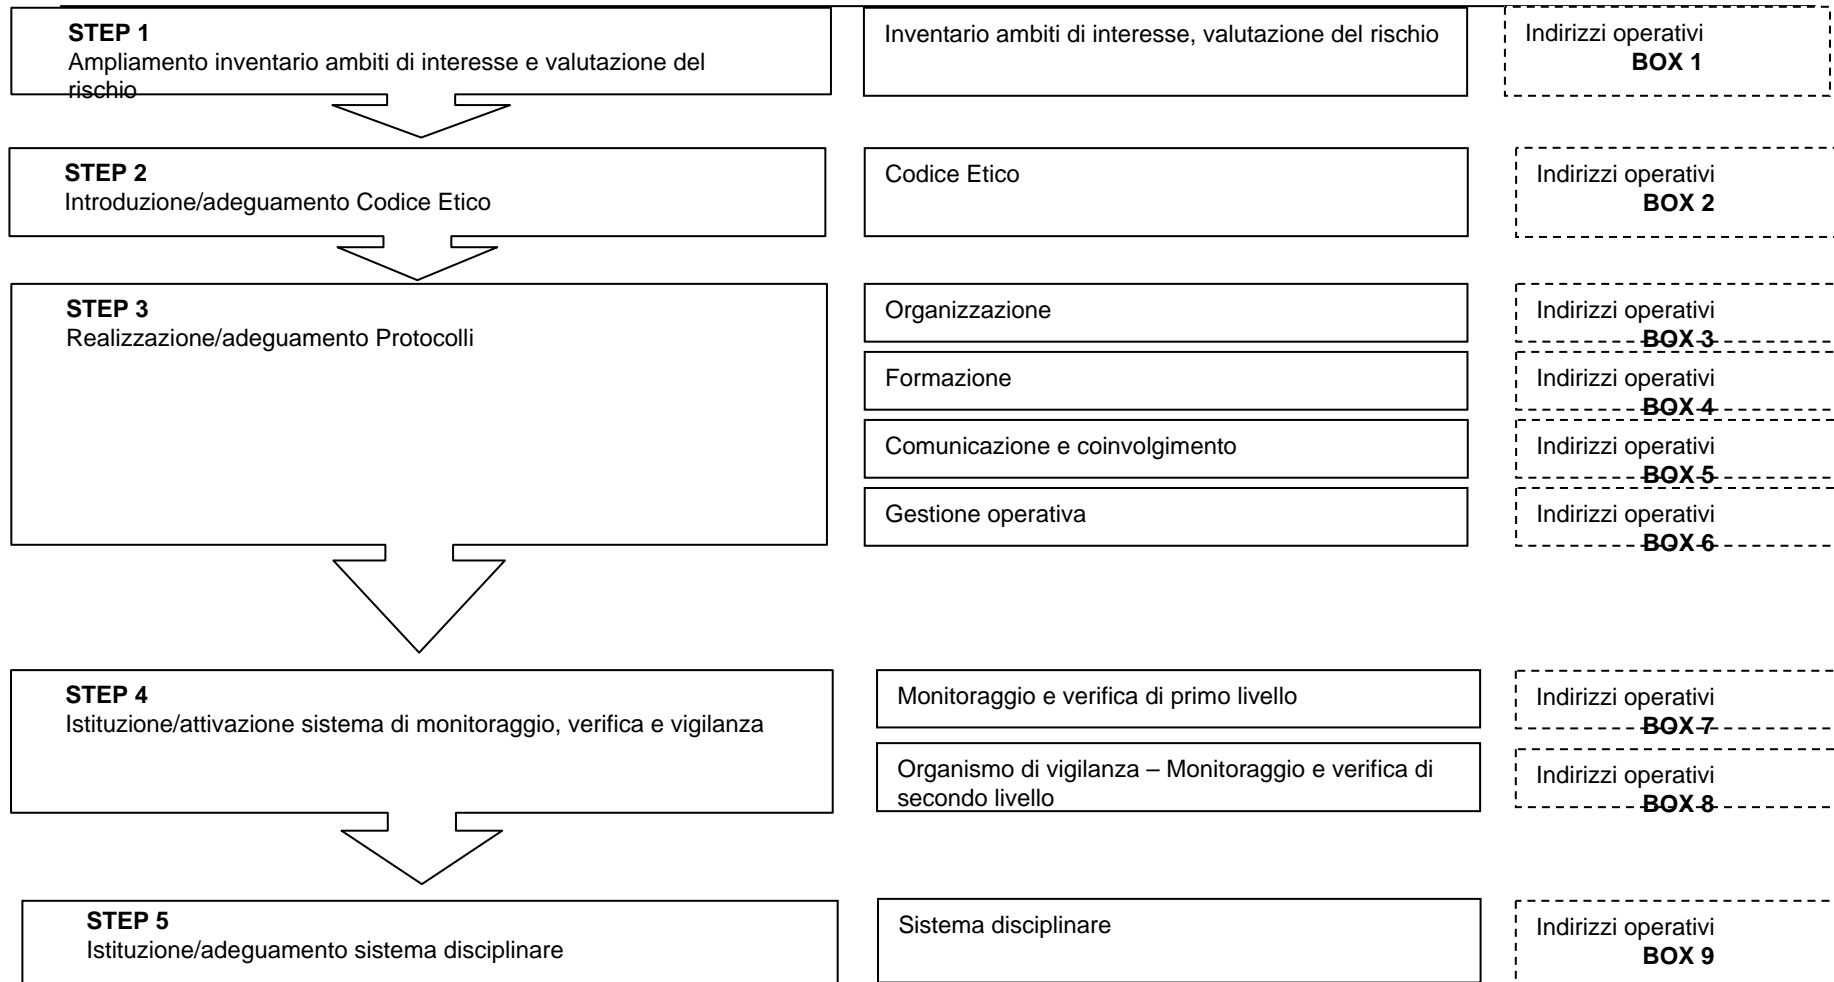 STEP 1
Ampliamento inventario ambiti di interesse e valutazione del
rischio
Inventario ambiti di interesse, valutazione del rischio
Indirizzi operativi
BOX 1
STEP 2
Introduzione/adeguamento Codice Etico
Codice Etico
Indirizzi operativi
BOX 2
STEP 3
Realizzazione/adeguamento Protocolli
Organizzazione
Indirizzi operativi
BOX 3
Formazione
Indirizzi operativi
BOX 4
Comunicazione e coinvolgimento
Indirizzi operativi
BOX 5
Gestione operativa
Indirizzi operativi
BOX 6
STEP 4
Istituzione/attivazione sistema di monitoraggio, verifica e vigilanza
Monitoraggio e verifica di primo livello
Indirizzi operativi
BOX 7
Organismo di vigilanza – Monitoraggio e verifica di
secondo livello
Indirizzi operativi
BOX 8
STEP 5
Istituzione/adeguamento sistema disciplinare
Sistema disciplinare
Indirizzi operativi
BOX 9